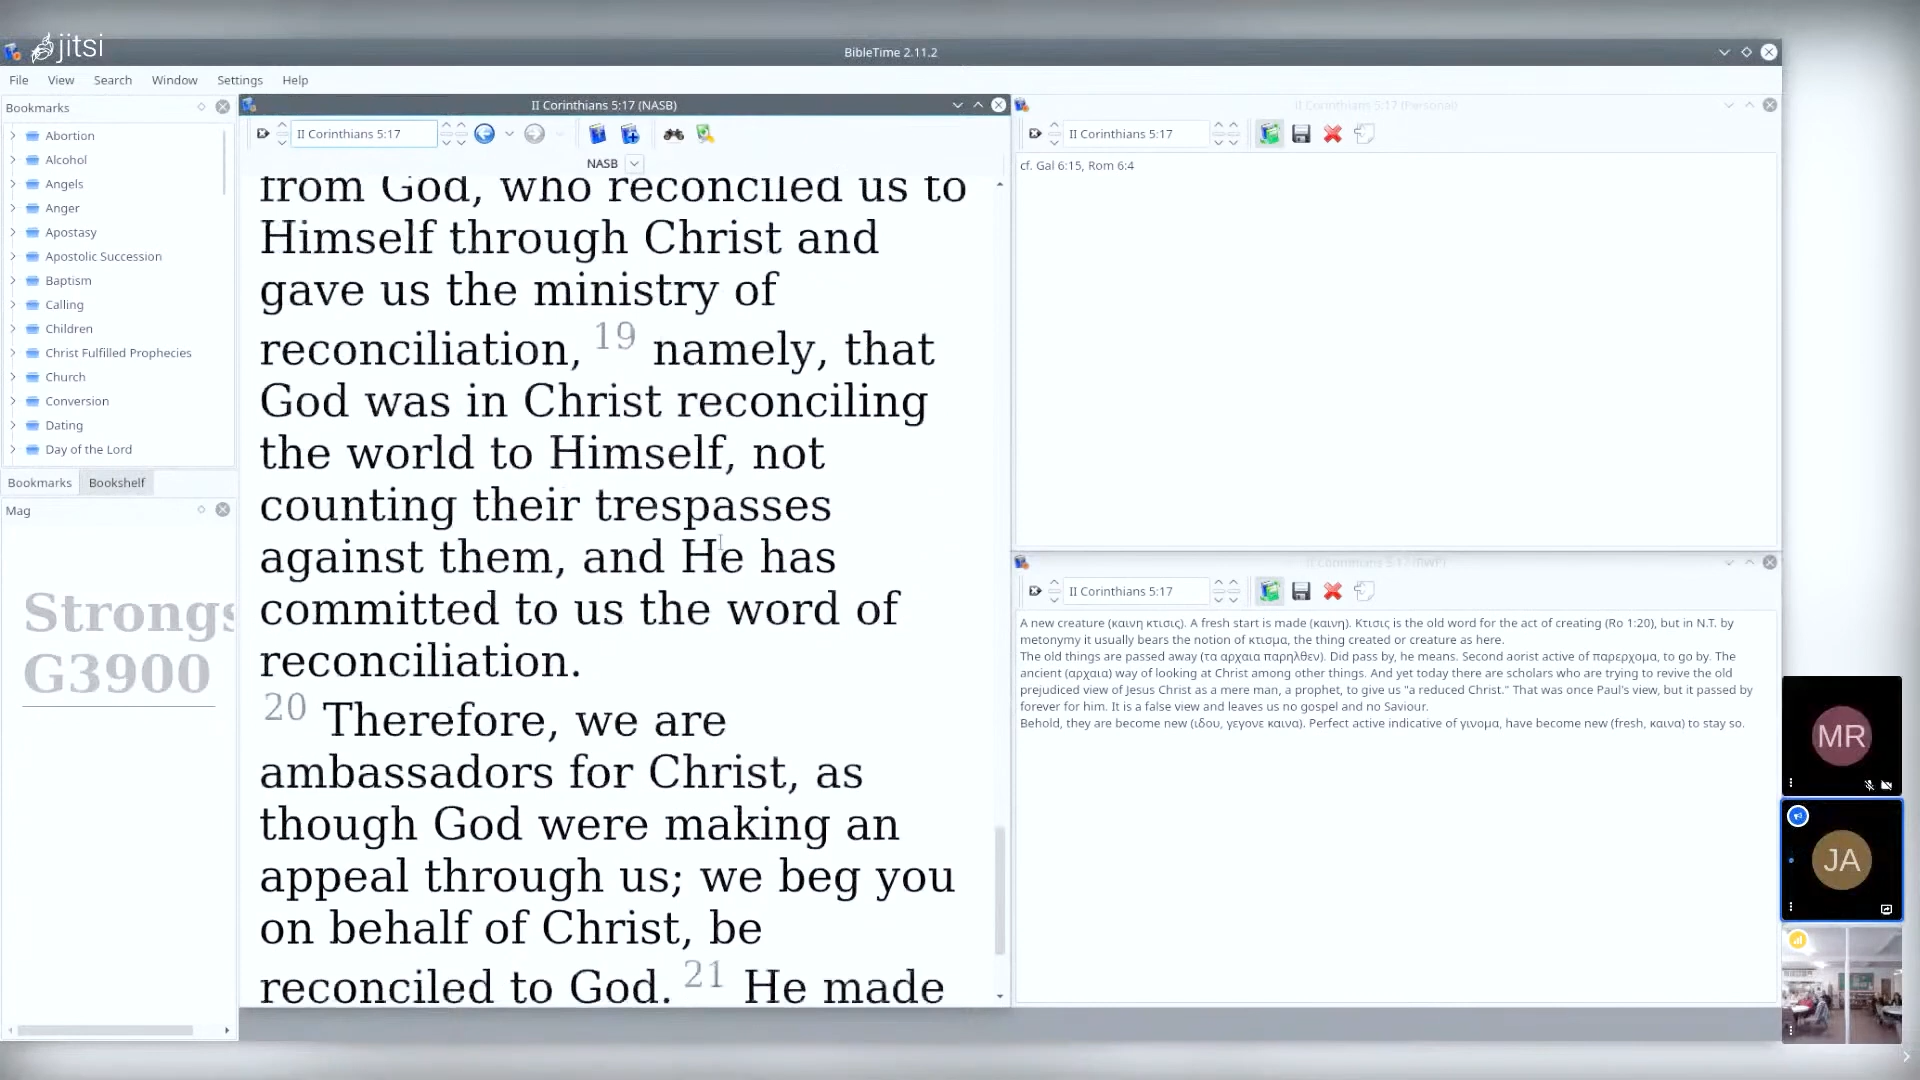 jitsi
BibleTime 2.11.2
File View Search Window Settings Help
Bookmarks
Abortion
Alcohol
Angels
Anger
Apostasy
Apostolic Succession
Baptism
Calling
Children
Christ Fulfilled Prophecies
Church
Conversion
Dating
Day of the Lord
Bookmarks Bookshelf
Mag
Strongs
G3900
II Corinthians 5:17 (NASB)
II Corinthians 5:17
NASB
from God, who reconciled us to
Himself through Christ and
gave us the ministry of
reconciliation, 19 namely, that
God was in Christ reconciling
the world to Himself, not
counting their trespasses
against them, and He has
committed to us the word of
reconciliation.
20 Therefore, we are
ambassadors for Christ, as
though God were making an
appeal through us; we beg you
on behalf of Christ, be
reconciled to God. 21 He made
II Corinthians 5:17 (Personal)
II Corinthians 5:17
cf. Gal 6:15, Rom 6:4
II Corinthians 5:17 (RWP)
II Corinthians 5:17
A new creature (καινη κτισις). A fresh start is made (καινη). Κτισις is the old word for the act of creating (Ro 1:20), but in N.T. by
metonymy it usually bears the notion of κτισμα, the thing created or creature as here.
The old things are passed away (τα αρχαια παρηλθεν). Did pass by, he means. Second aorist active of παρερχομα, to go by. The
ancient (αρχαια) way of looking at Christ among other things. And yet today there are scholars who are trying to revive the old
prejudiced view of Jesus Christ as a mere man, a prophet, to give us "a reduced Christ." That was once Paul's view, but it passed by
forever for him. It is a false view and leaves us no gospel and no Saviour.
Behold, they are become new (ιδου, γεγονε καινα). Perfect active indicative of γινομα, have become new (fresh, καινα) to stay so.
MR
JA